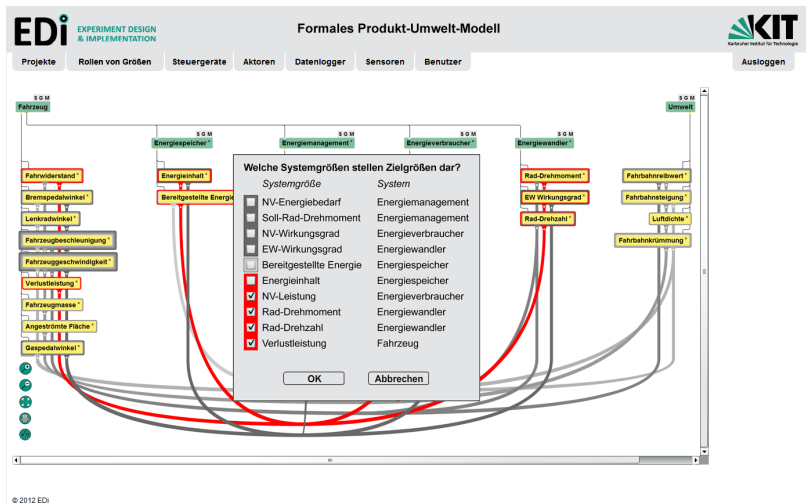 EDi EXPERIMENT DESIGN
& IMPLEMENTATION
Formales Produkt-Umwelt-Modell
KIT
Karlsruher Institut für Technologie
Projekte Rollen von Größen Steuergeräte Aktoren Datenlogger Sensoren Benutzer Ausloggen
S G M
Fahrzeug
S G M
Umwelt
S G M
Energiespeicher
S G M
Energiemanagement
S G M
Energieverbraucher
S G M
Energiewandler
Fahrwiderstand
Bremspedalwinkel
Lenkradwinkel
Fahrzeugbeschleunigung
Fahrzeuggeschwindigkeit
Verlustleistung
Fahrzeugmasse
Angeströmte Fläche
Gaspedalwinkel
Energieinhalt
Bereitgestellte Energie
Welche Systemgrößen stellen Zielgrößen dar?
Systemgröße System
NV-Energiebedarf Energiemanagement
Soll-Rad-Drehmoment Energiemanagement
NV-Wirkungsgrad Energieverbraucher
EW-Wirkungsgrad Energiewandler
Bereitgestellte Energie Energiespeicher
Energieinhalt Energiespeicher
NV-Leistung Energieverbraucher
Rad-Drehmoment Energiewandler
Rad-Drehzahl Energiewandler
Verlustleistung Fahrzeug
OK Abbrechen
Rad-Drehmoment
EW Wirkungsgrad
Rad-Drehzahl
Fahrbahnreibwert
Fahrbahnsteigung
Luftdichte
Fahrbahnkrümmung
© 2012 EDi